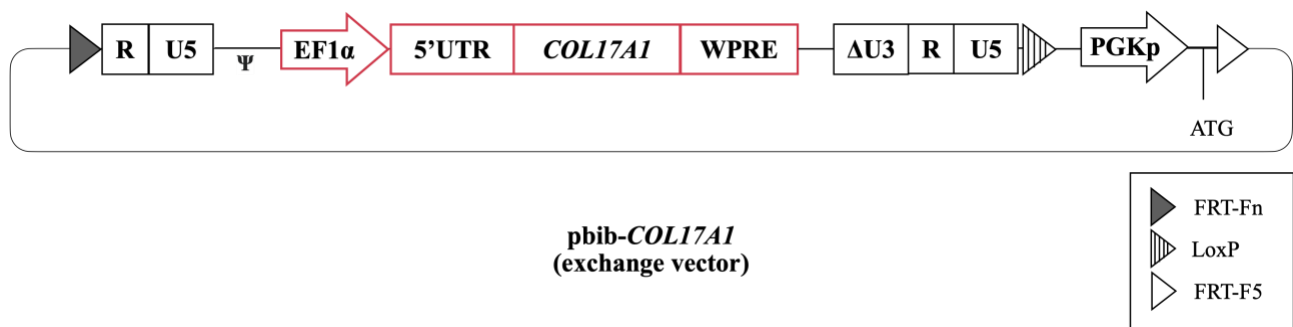 R U5 Ψ EF1α 5’UTR COL17A1 WPRE ΔU3 R U5 PGKp
ATG
FRT-Fn
pbib-COL17A1
LoxP
(exchange vector)
FRT-F5